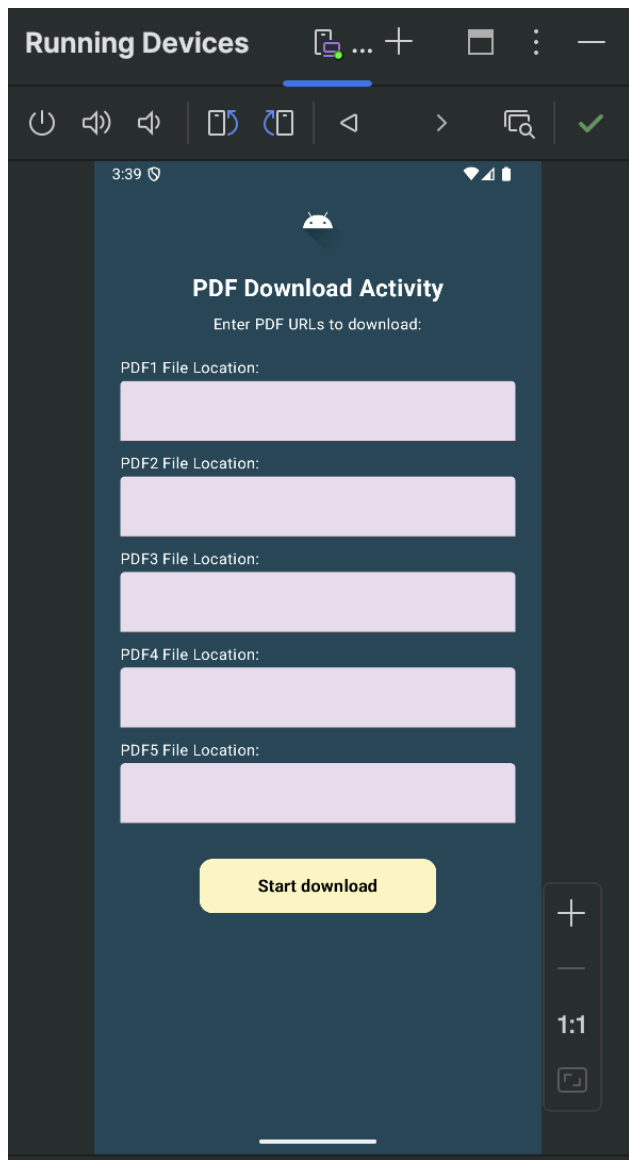 Running Devices ...
3:39
PDF Download Activity
Enter PDF URLs to download:
PDF1 File Location:
PDF2 File Location:
PDF3 File Location:
PDF4 File Location:
PDF5 File Location:
Start download
1:1